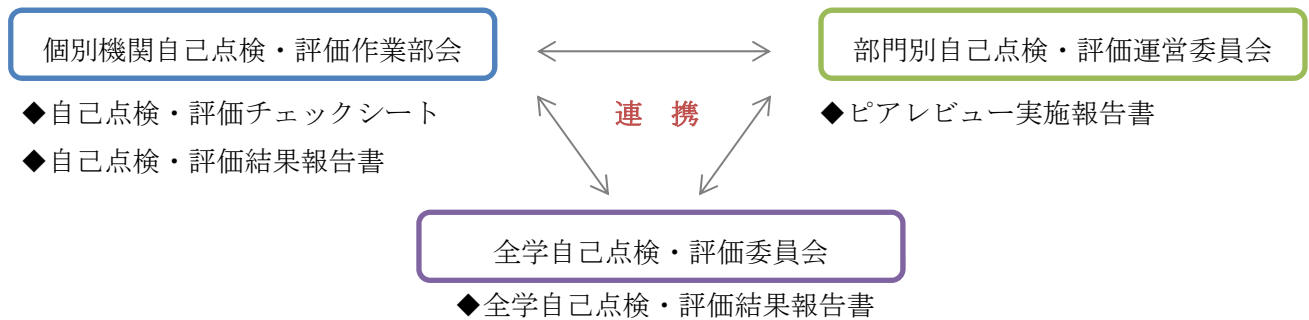 個別機関自己点検・評価作業部会
部門別自己点検・評価運営委員会
◆自己点検・評価チェックシート
連 携
◆ピアレビュー実施報告書
◆自己点検・評価結果報告書
全学自己点検・評価委員会
◆全学自己点検・評価結果報告書